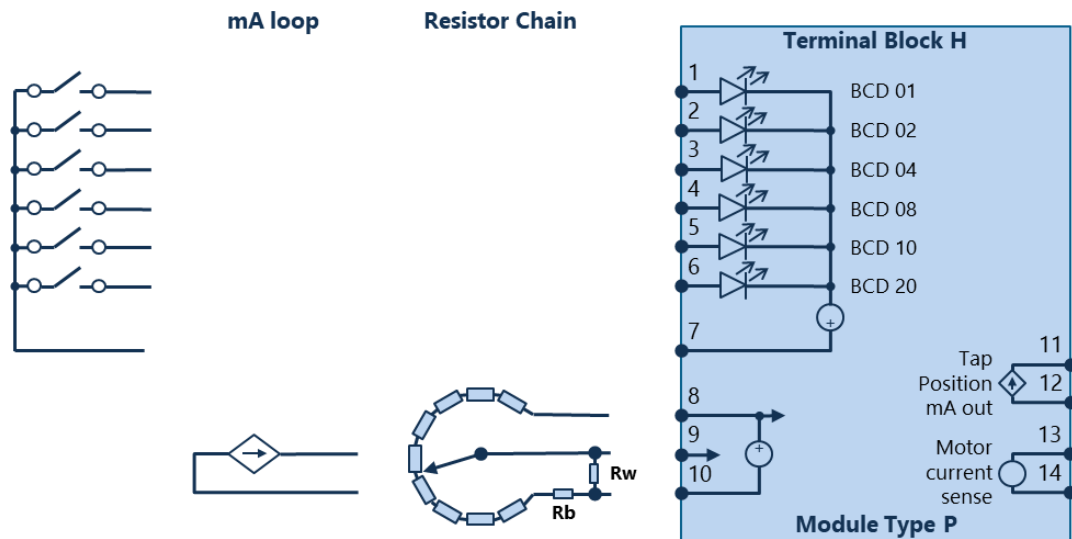 mA loop
Resistor Chain
Terminal Block H
1
BCD 01
2
BCD 02
3
BCD 04
4
BCD 08
5
BCD 10
6
BCD 20
+
7
11
Tap
Position
mA out
12
8
9
+
10
13
Motor
current
sense
14
Rw
Rb
Module Type P